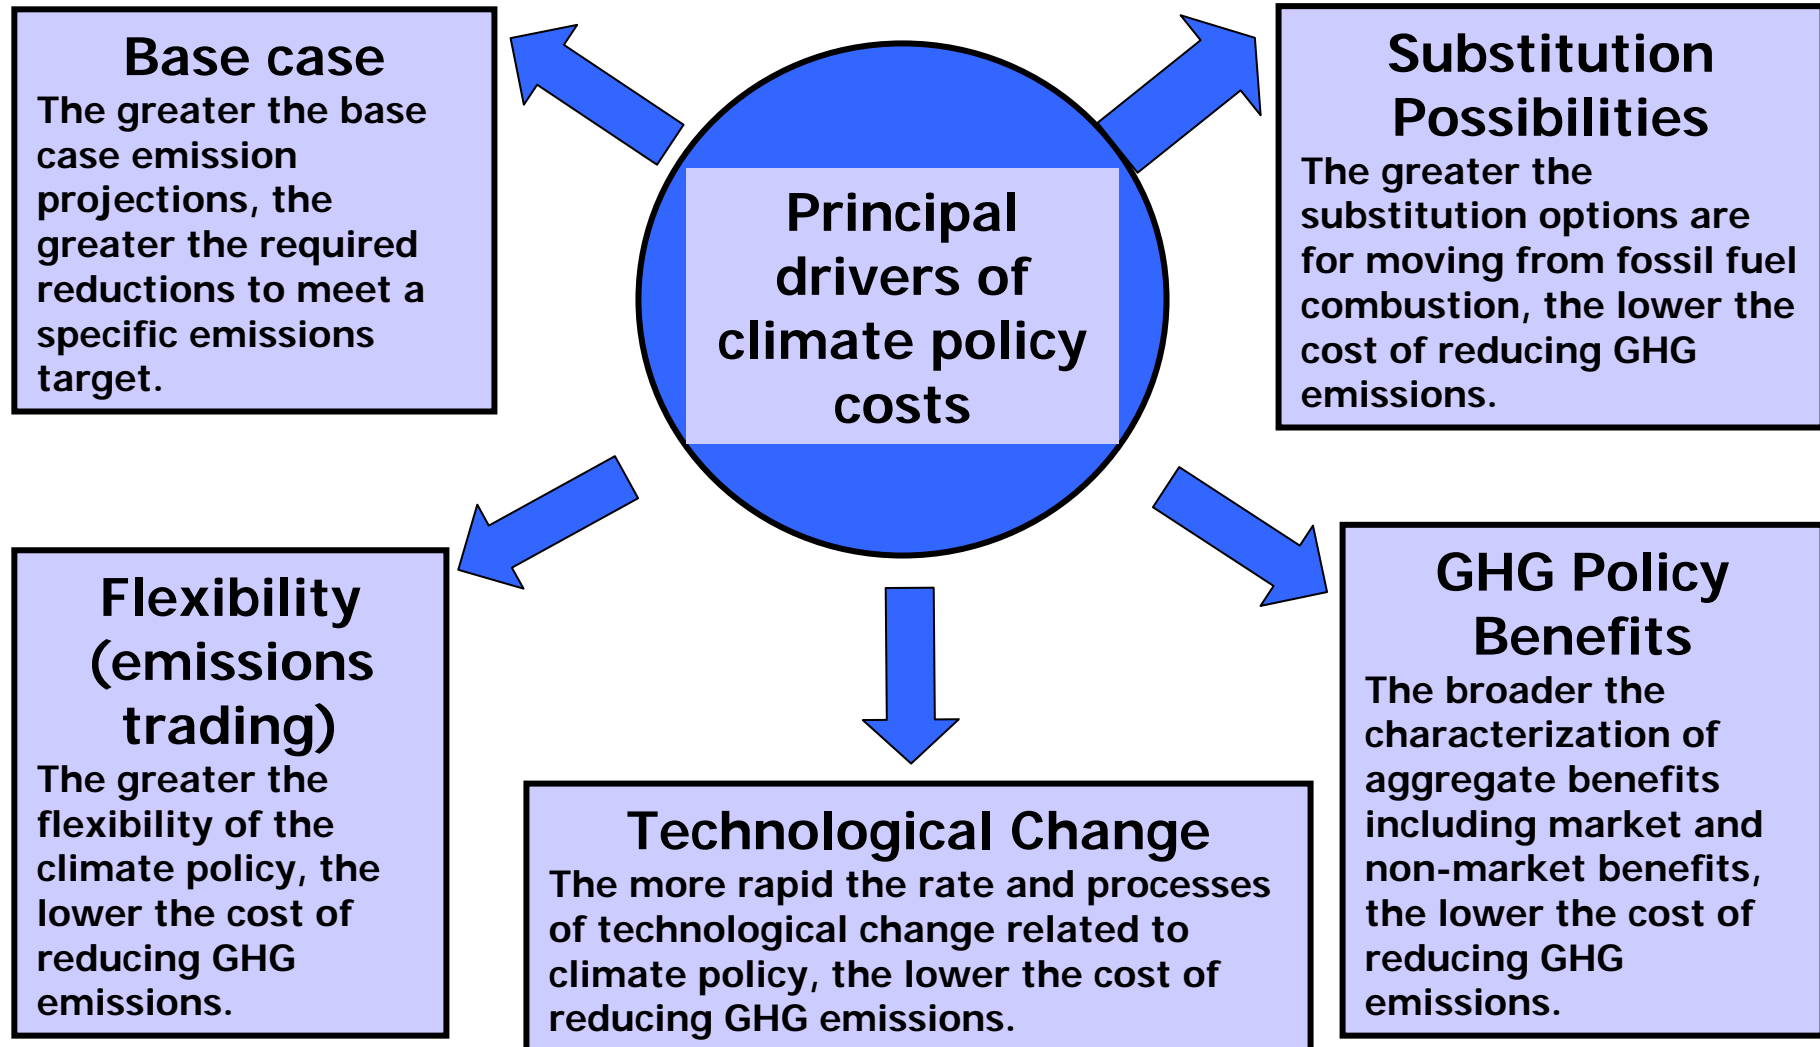 Base case
The greater the base
case emission
projections, the
greater the required
reductions to meet a
specific emissions
target.
Principal
drivers of
climate policy
costs
Substitution
Possibilities
The greater the
substitution options are
for moving from fossil fuel
combustion, the lower the
cost of reducing GHG
emissions.
Flexibility
(emissions
trading)
The greater the
flexibility of the
climate policy, the
lower the cost of
reducing GHG
emissions.
Technological Change
The more rapid the rate and processes
of technological change related to
climate policy, the lower the cost of
reducing GHG emissions.
GHG Policy
Benefits
The broader the
characterization of
aggregate benefits
including market and
non-market benefits,
the lower the cost of
reducing GHG
emissions.